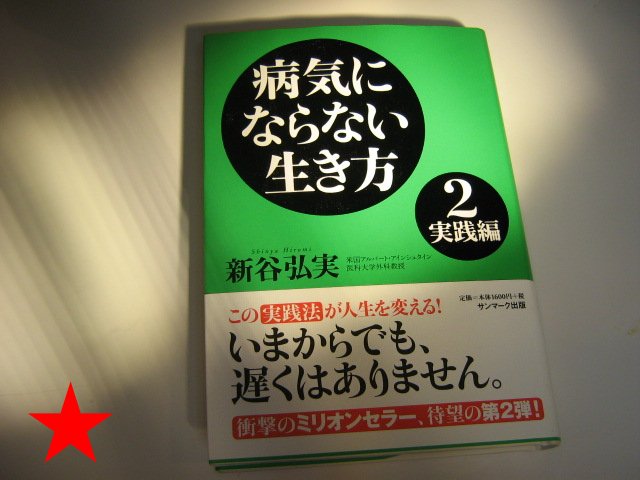 病気に
ならない
生き方
2
実践編
Shinya Hiromi
新谷弘実
米国アルバート・アインシュタイン
医科大学外科教授
この実践法が人生を変える!
定価=本体1600円+税
サンマーク出版
いまからでも、
遅くはありません。
衝撃のミリオンセラー、待望の第2弾!